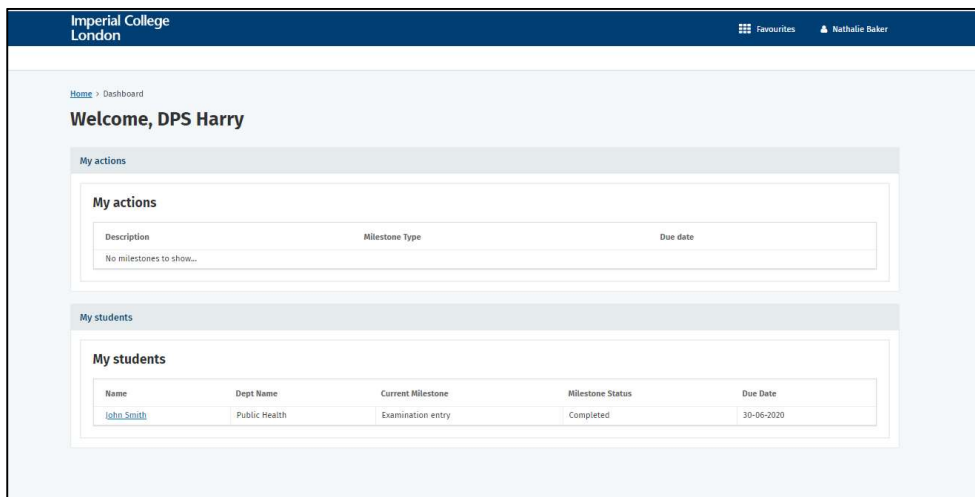 Imperial College
London
Favourites Nathalie Baker
Home > Dashboard
Welcome, DPS Harry
My actions
My actions
Description Milestone Type Due date
No milestones to show...
My students
My students
Name Dept Name Current Milestone Milestone Status Due Date
John Smith Public Health Examination entry Completed 30-06-2020